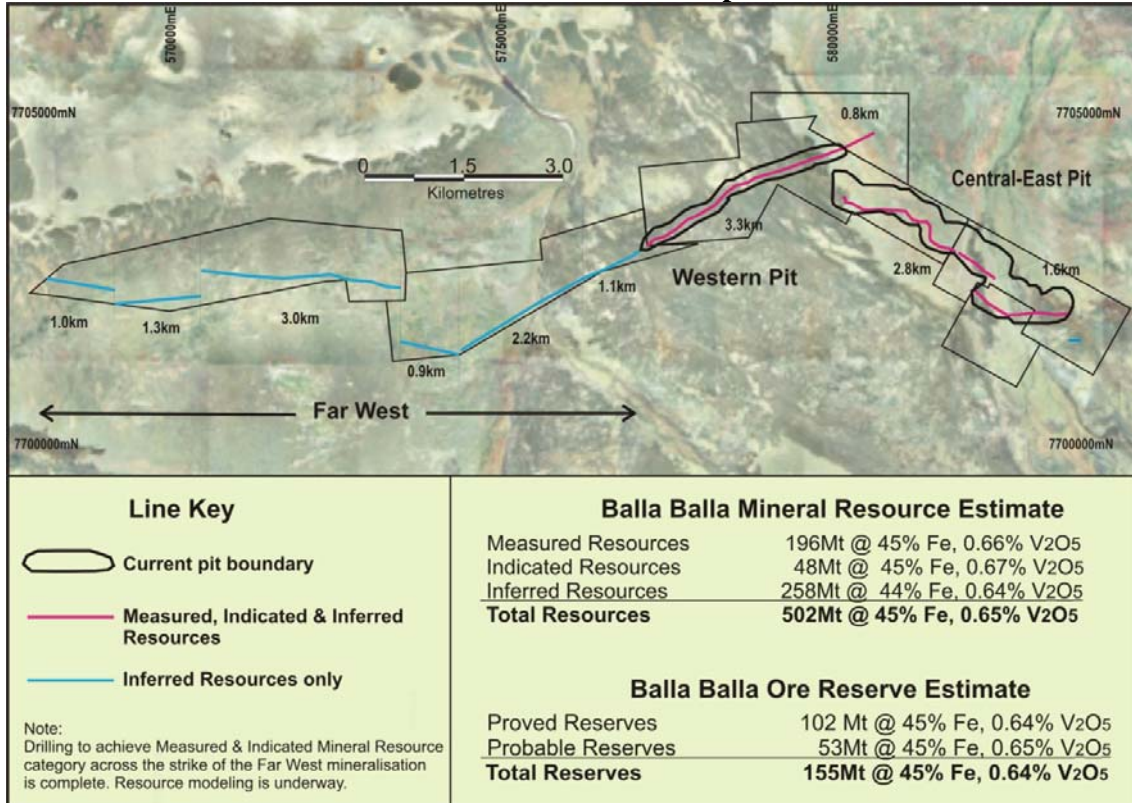 570000mE
575000mE
580000mE
7705000mN
7705000mN
0.8km
0 1.5 3.0
Kilometres
Central-East Pit
3.3km
Western Pit
2.8km
1.6km
1.1km
1.0km
1.3km
3.0km
2.2km
0.9km
Far West
7700000mN
7700000mN
Line Key
Current pit boundary
Measured, Indicated & Inferred
Resources
Inferred Resources only
Note:
Drilling to achieve Measured & Indicated Mineral Resource
category across the strike of the Far West mineralisation
is complete. Resource modeling is underway.
Balla Balla Mineral Resource Estimate
Measured Resources 196Mt @ 45% Fe, 0.66% V2O5
Indicated Resources 48Mt @ 45% Fe, 0.67% V2O5
Inferred Resources 258Mt @ 44% Fe, 0.64% V2O5
Total Resources 502Mt @ 45% Fe, 0.65% V2O5
Balla Balla Ore Reserve Estimate
Proved Reserves 102 Mt @ 45% Fe, 0.64% V2O5
Probable Reserves 53Mt @ 45% Fe, 0.65% V2O5
Total Reserves 155Mt @ 45% Fe, 0.64% V2O5